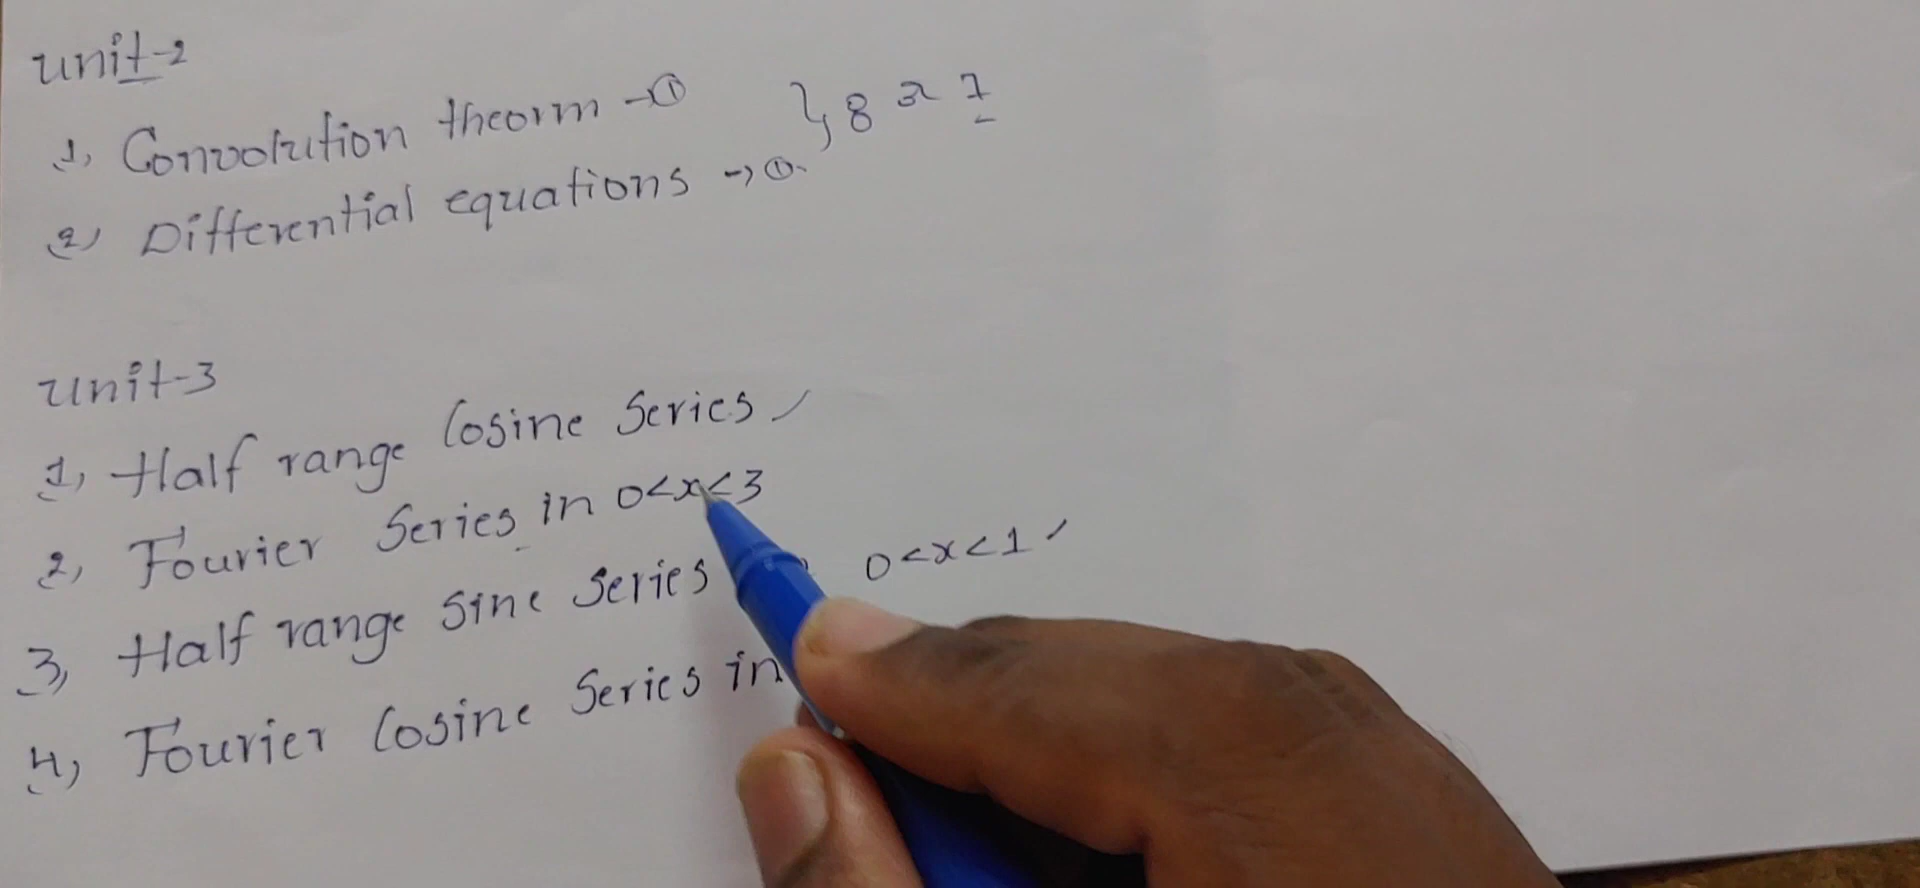 unit-2
1, Convolution theorm →①
2) Differential equations →①. } 8 2 7
unit-3
1, Half range Cosine Series
2, Fourier Series in 0<x<3
3, Half range Sine Series 0<x<1
4, Fourier Cosine Series in